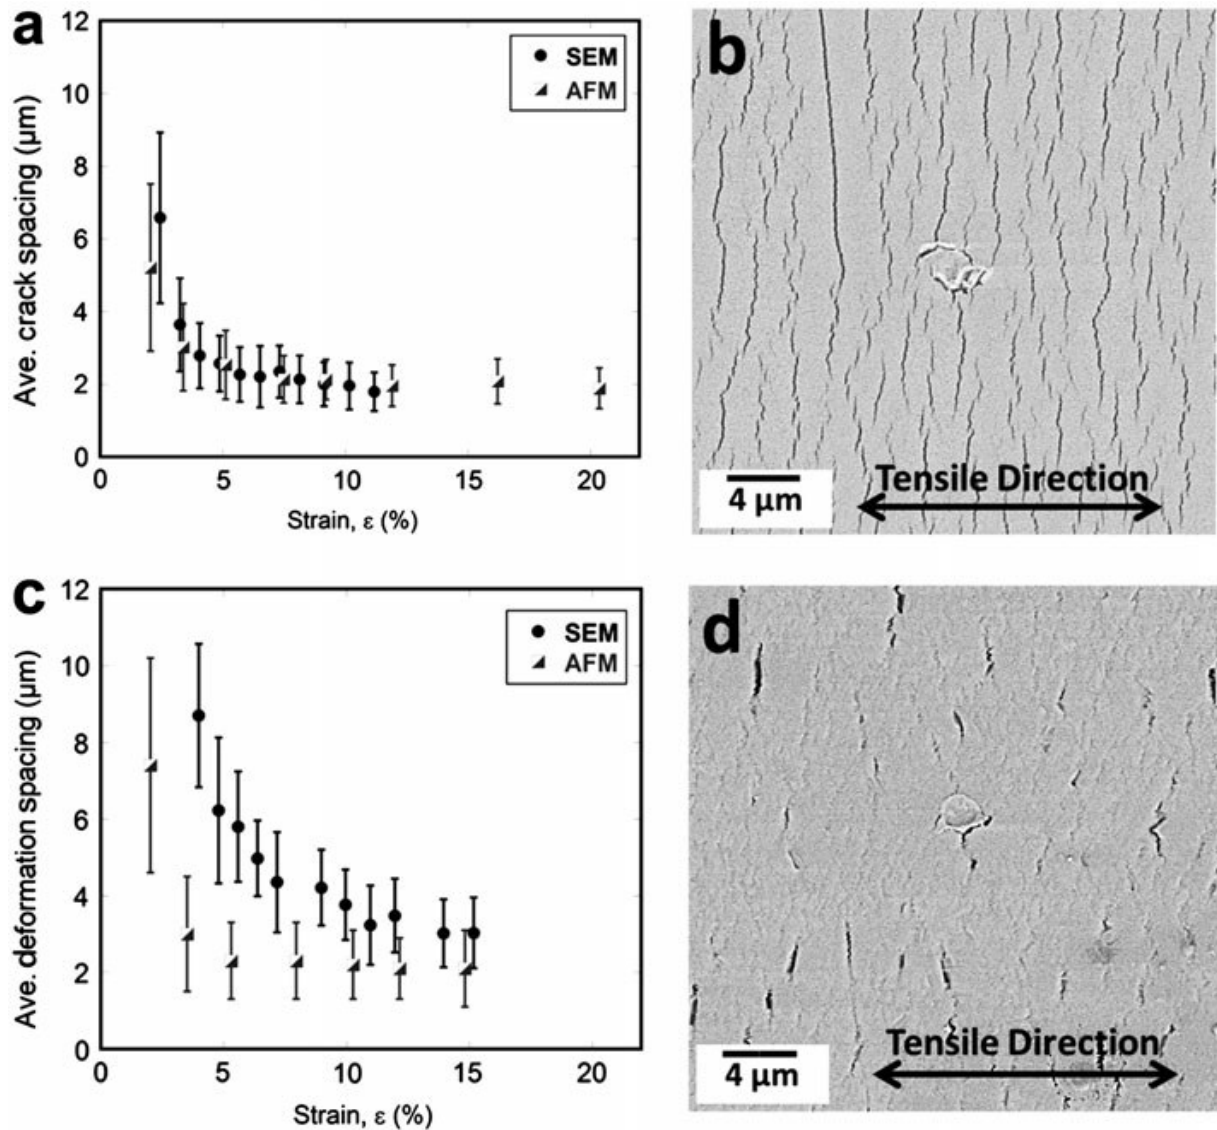 a
12
10
8
6
4
2
0
0 5 10 15 20
Ave. crack spacing (μm)
Strain, ε (%)
SEM
AFM
b
4 μm
Tensile Direction
c
12
10
8
6
4
2
0
0 5 10 15 20
Ave. deformation spacing (μm)
Strain, ε (%)
SEM
AFM
d
4 μm
Tensile Direction